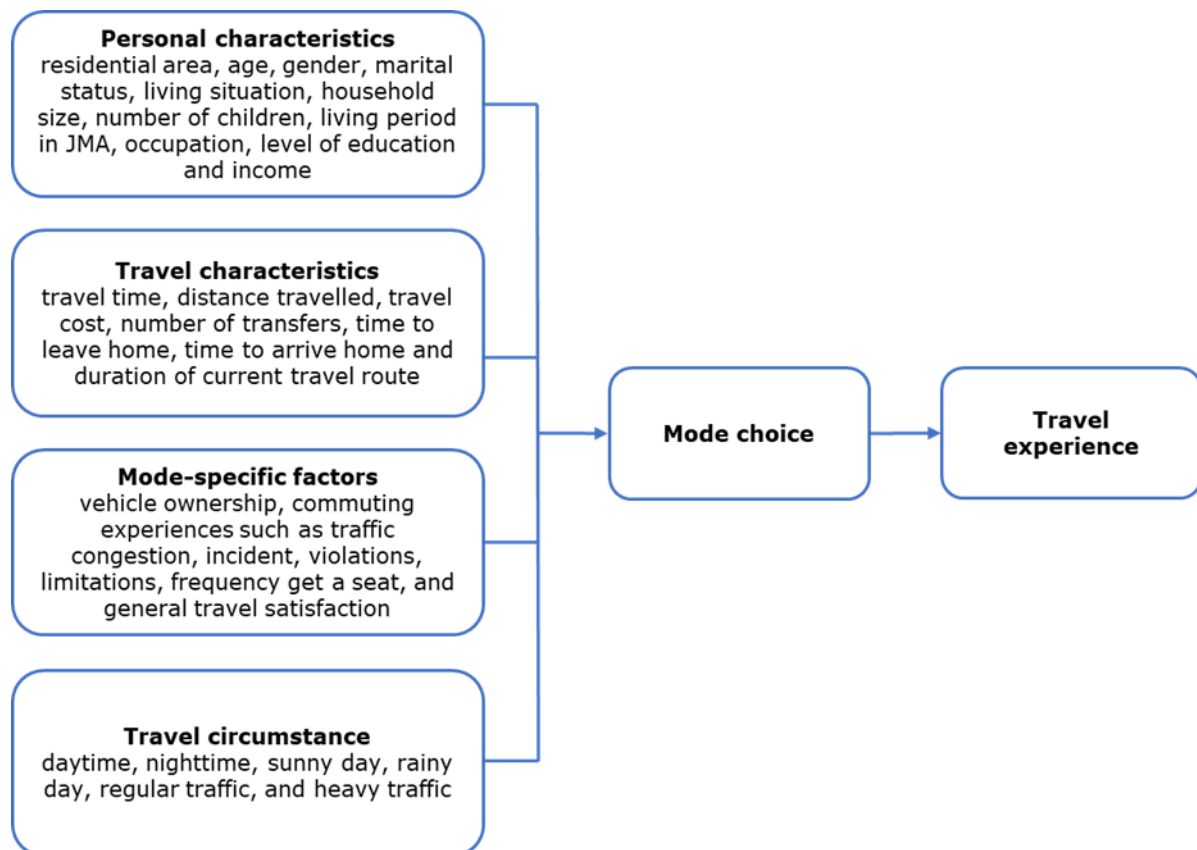 Personal characteristics
residential area, age, gender, marital
status, living situation, household
size, number of children, living period
in JMA, occupation, level of education
and income
Travel characteristics
travel time, distance travelled, travel
cost, number of transfers, time to
leave home, time to arrive home and
duration of current travel route
Mode-specific factors
vehicle ownership, commuting
experiences such as traffic
congestion, incident, violations,
limitations, frequency get a seat, and
general travel satisfaction
Travel circumstance
daytime, nighttime, sunny day, rainy
day, regular traffic, and heavy traffic
Mode choice
Travel
experience